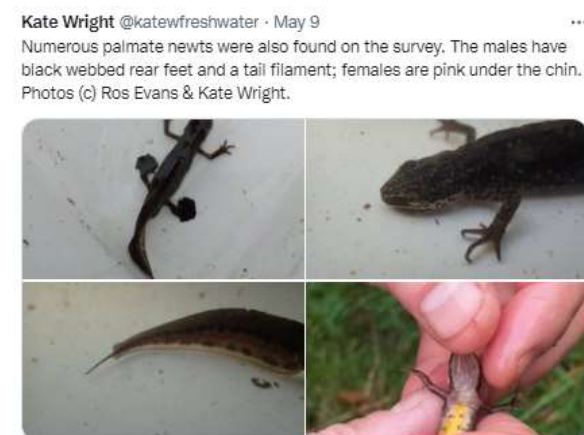 Kate Wright @katewfreshwater · May 9
Numerous palmate newts were also found on the survey. The males have
black webbed rear feet and a tail filament; females are pink under the chin.
Photos (c) Ros Evans & Kate Wright.